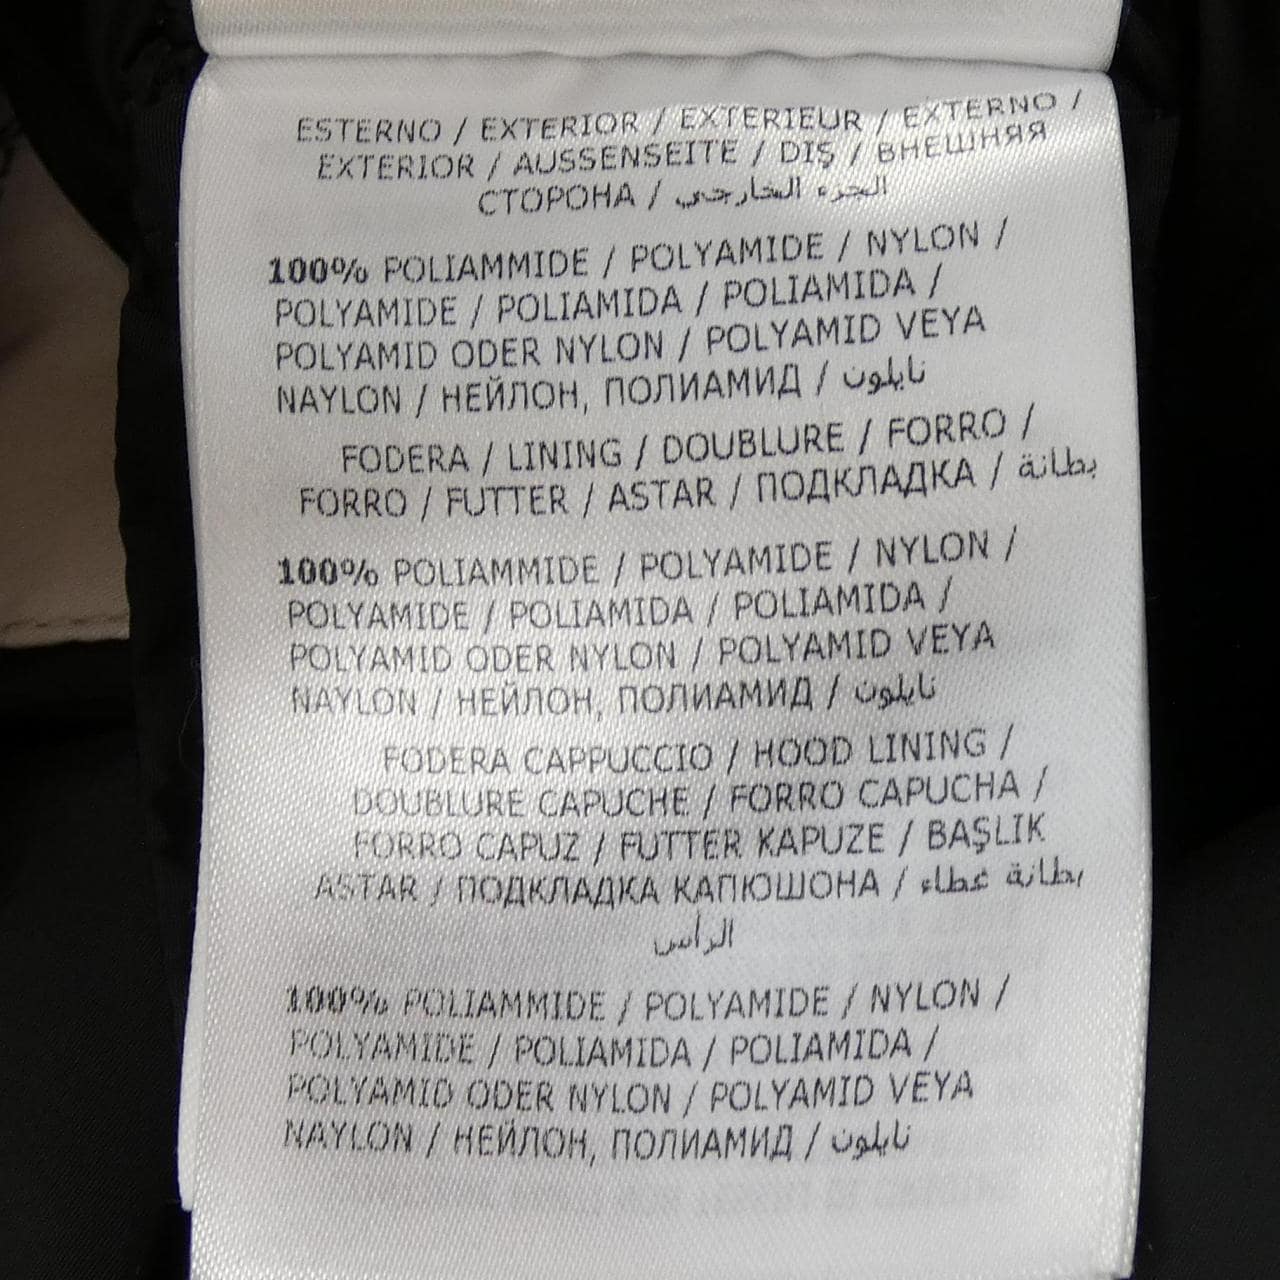 ESTERNO / EXTERIOR / EXTERIEUR / EXTERNO /
EXTERIOR / AUSSENSEITE / DIŞ / ВНЕШНЯЯ
СТОРОНА / الجزء الخارجي
100% POLIAMMIDE / POLYAMIDE / NYLON /
POLYAMIDE / POLIAMIDA / POLIAMIDA /
POLYAMID ODER NYLON / POLYAMID VEYA
NAYLON / НЕЙЛОН, ПОЛИАМИД / نايلون
FODERA / LINING / DOUBLURE / FORRO /
FORRO / FUTTER / ASTAR / ПОДКЛАДКА / بطانة
100% POLIAMMIDE / POLYAMIDE / NYLON /
POLYAMIDE / POLIAMIDA / POLIAMIDA /
POLYAMID ODER NYLON / POLYAMID VEYA
NAYLON / НЕЙЛОН, ПОЛИАМИД / نايلون
FODERA CAPPUCCIO / HOOD LINING /
DOUBLURE CAPUCHE / FORRO CAPUCHA /
FORRO CAPUZ / FUTTER KAPUZE / BAŞLIK
ASTAR / ПОДКЛАДКА КАПЮШОНА / بطانة غطاء
الرأس
100% POLIAMMIDE / POLYAMIDE / NYLON /
POLYAMIDE / POLIAMIDA / POLIAMIDA /
POLYAMID ODER NYLON / POLYAMID VEYA
NAYLON / НЕЙЛОН, ПОЛИАМИД / نايلون